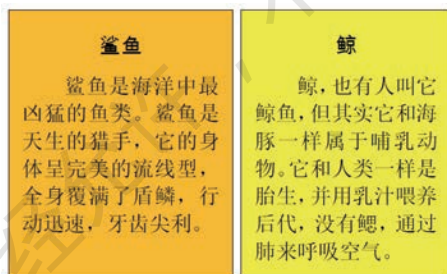 鲨鱼
鲨鱼是海洋中最
凶猛的鱼类。鲨鱼是
天生的猎手，它的身
体呈完美的流线型，
全身覆满了盾鳞，行
动迅速，牙齿尖利。
鲸
鲸，也有人叫它
鲸鱼，但其实它和海
豚一样属于哺乳动
物。它和人类一样是
胎生，并用乳汁喂养
后代，没有鳃，通过
肺来呼吸空气。